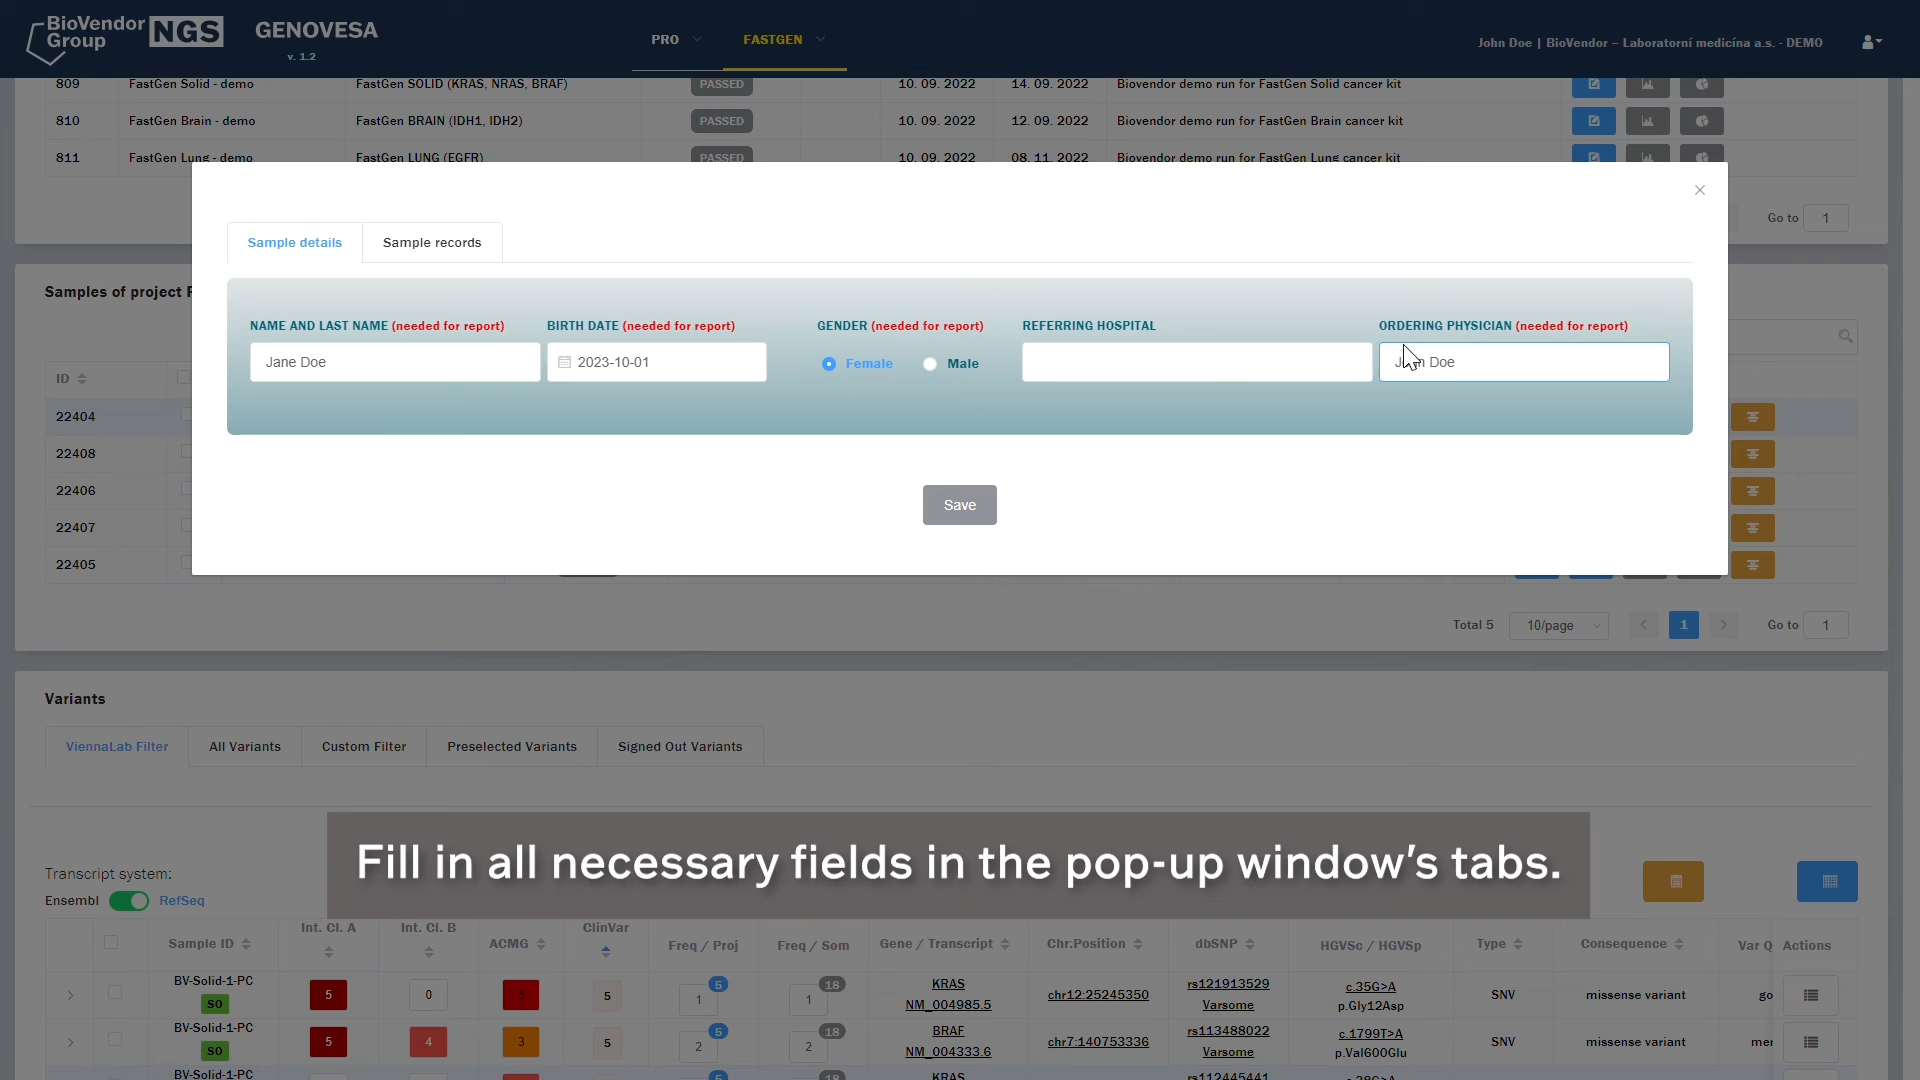 BioVendor Group NGS
GENOVESA
v. 1.2
PRO
FASTGEN
John Doe | BioVendor – Laboratorní medicína a.s. - DEMO
809 FastGen Solid - demo FastGen SOLID (KRAS, NRAS, BRAF) PASSED 10. 09. 2022 14. 09. 2022 Biovendor demo run for FastGen Solid cancer kit
810 FastGen Brain - demo FastGen BRAIN (IDH1, IDH2) PASSED 10. 09. 2022 12. 09. 2022 Biovendor demo run for FastGen Brain cancer kit
811 FastGen Lung - demo FastGen LUNG (EGFR) PASSED 10. 09. 2022 08. 11. 2022 Biovendor demo run for FastGen Lung cancer kit
Go to 1
Sample details Sample records
Samples of project
NAME AND LAST NAME (needed for report) BIRTH DATE (needed for report) GENDER (needed for report) REFERRING HOSPITAL ORDERING PHYSICIAN (needed for report)
Jane Doe 2023-10-01 Female Male Doe
ID
22404
22408
22406
22407
22405
Save
Total 5 10/page 1 Go to 1
Variants
ViennaLab Filter All Variants Custom Filter Preselected Variants Signed Out Variants
Fill in all necessary fields in the pop-up window's tabs.
Transcript system:
Ensembl RefSeq
Sample ID Int. Cl. A Int. Cl. B ACMG ClinVar Freq / Proj Freq / Som Gene / Transcript Chr:Position dbSNP HGVSc / HGVSp Type Consequence Var Q Actions
BV-Solid-1-PC 5 18 KRAS rs121913529 c.35G>A
SO 5 0 5 5 1 1 NM_004985.5 chr12:25245350 Varsome p.Gly12Asp SNV missense variant go
BV-Solid-1-PC 5 18 BRAF rs113488022 c.1799T>A
SO 5 4 3 5 2 2 NM_004333.6 chr7:140753336 Varsome p.Val600Glu SNV missense variant mer
BV-Solid-1-PC 5 18 KRAS rs112445441